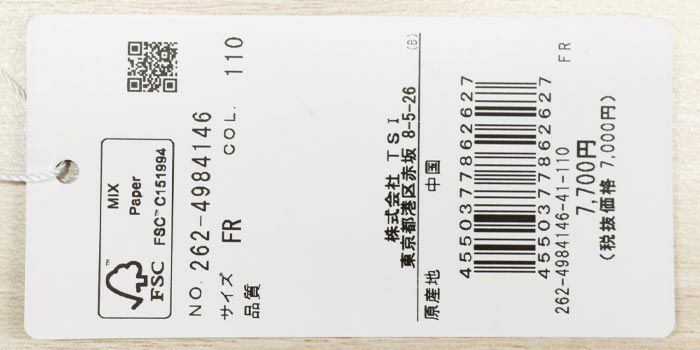 MIX
Paper
FSC™ C151994
FSC™
NO. 262-4984146
COL. 110
サイズ FR
品質
株式会社 TSI
東京都港区赤坂 8-5-26
(B)
原産地 中国
4550377862627
4550377862627
262-4984146-41-110
FR
7,700円
(税抜価格 7,000円)